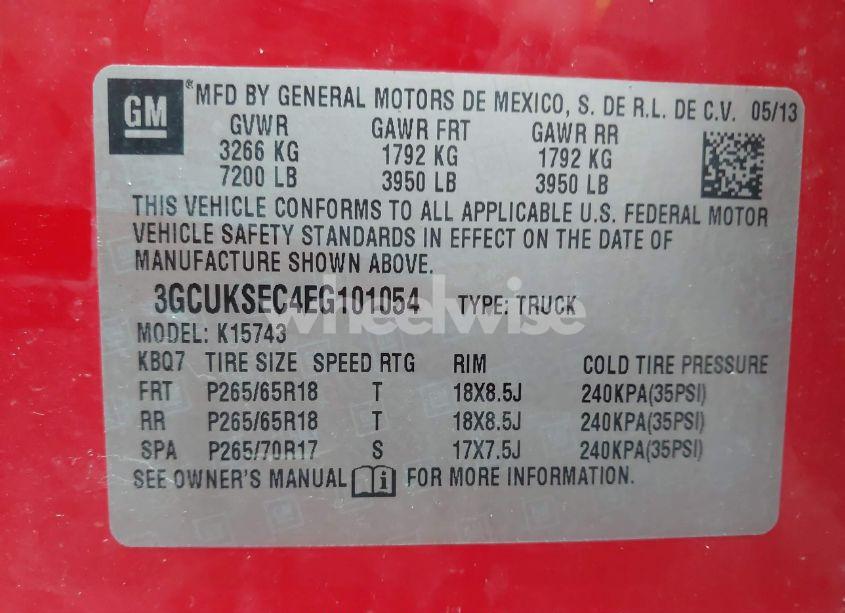 GM ® MFD BY GENERAL MOTORS DE MEXICO, S. DE R.L. DE C.V. 05/13
GVWR GAWR FRT GAWR RR
3266 KG 1792 KG 1792 KG
7200 LB 3950 LB 3950 LB
THIS VEHICLE CONFORMS TO ALL APPLICABLE U.S. FEDERAL MOTOR
VEHICLE SAFETY STANDARDS IN EFFECT ON THE DATE OF
MANUFACTURE SHOWN ABOVE.
3GCUKSEC4EG101054 TYPE: TRUCK
wheelwise
MODEL: K15743
KBQ7 TIRE SIZE SPEED RTG RIM COLD TIRE PRESSURE
FRT P265/65R18 T 18X8.5J 240KPA(35PSI)
RR P265/65R18 T 18X8.5J 240KPA(35PSI)
SPA P265/70R17 S 17X7.5J 240KPA(35PSI)
SEE OWNER'S MANUAL i FOR MORE INFORMATION.